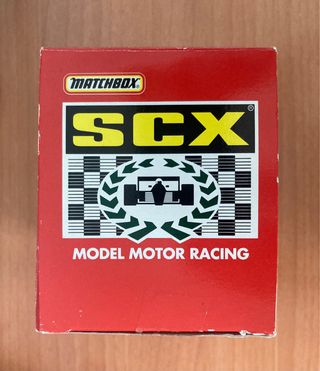 MATCHBOX®
SCX®
MODEL MOTOR RACING